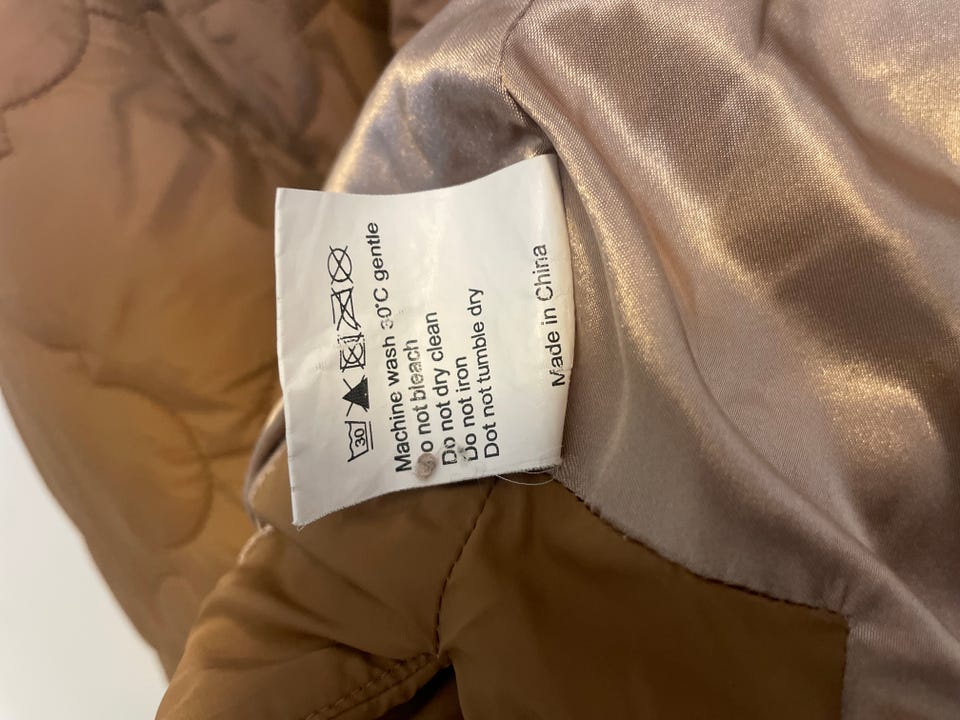 30
Machine wash 30°C gentle
Do not bleach
Do not dry clean
Do not iron
Dot not tumble dry
Made in China